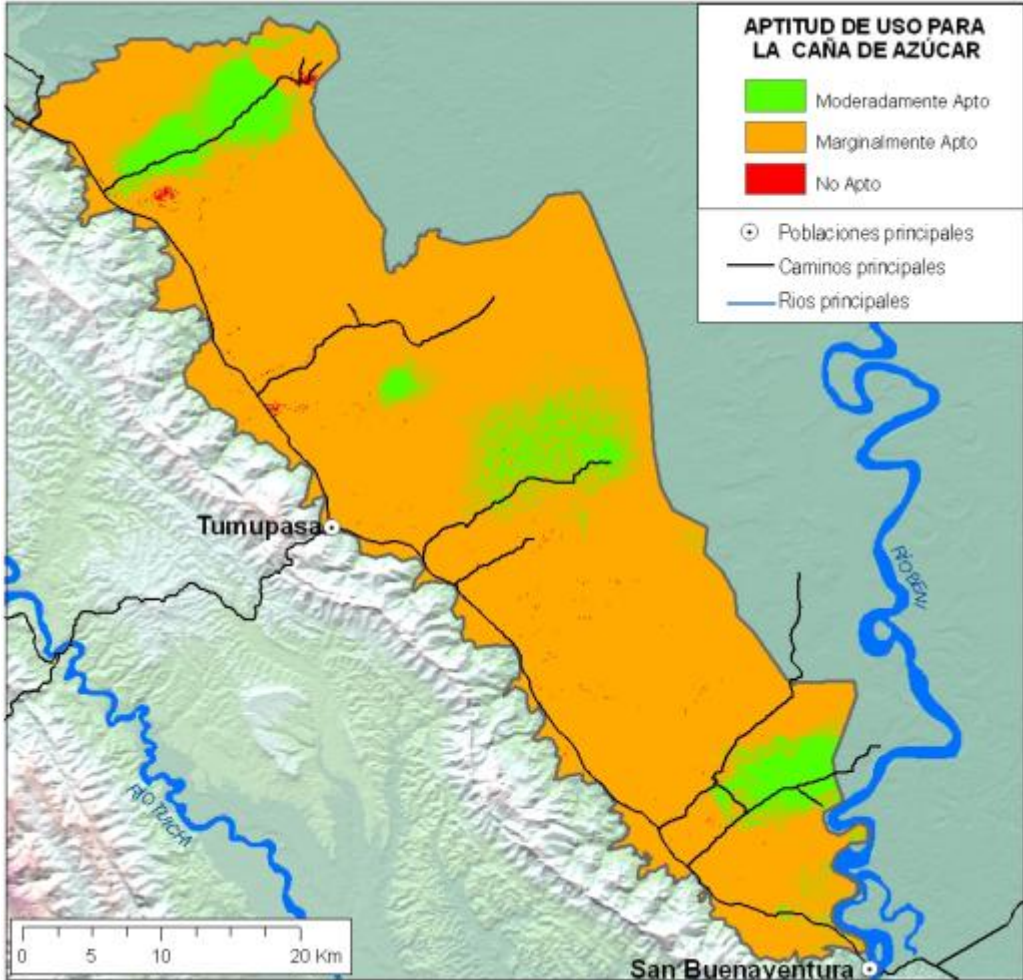 APTITUD DE USO PARA
LA CAÑA DE AZÚCAR
Moderadamente Apto
Marginalmente Apto
No Apto
Poblaciones principales
Caminos principales
Rios principales
Tumupasa
RÍO BENI
RÍO TUICHI
0 5 10 20 Km
San Buenaventura